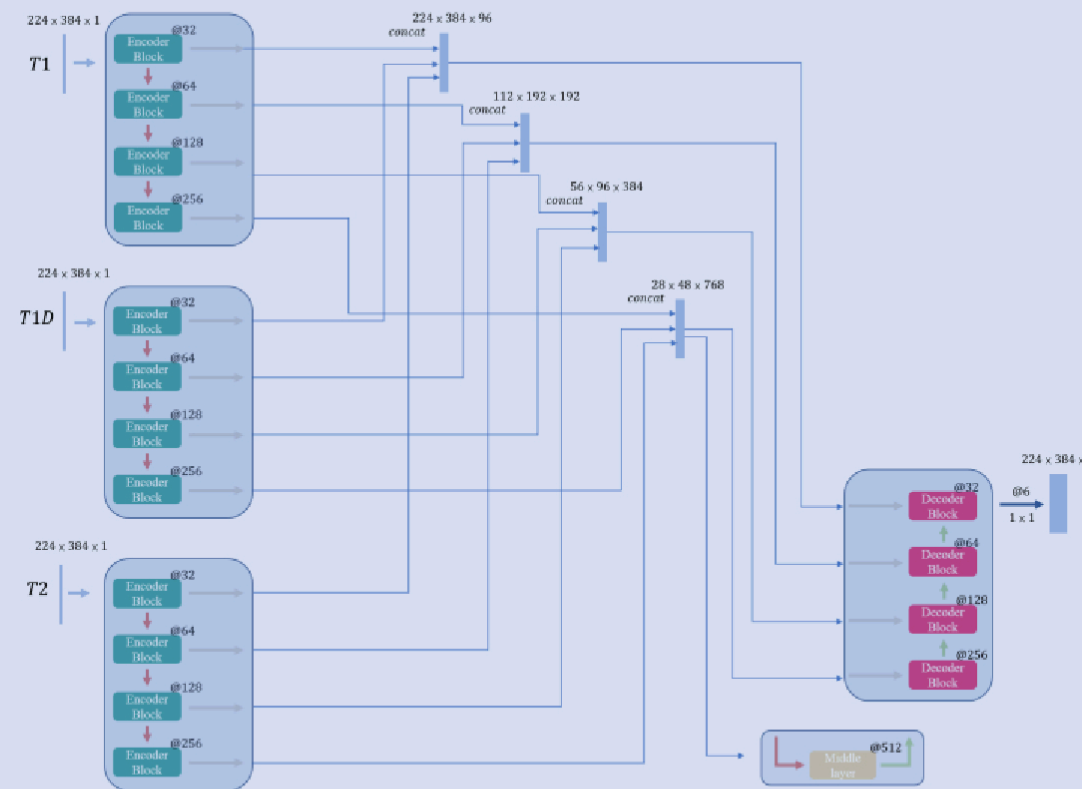 224 x 384 x 1
T1
@32
Encoder
Block
@64
Encoder
Block
@128
Encoder
Block
@256
Encoder
Block
224 x 384 x 96
concat
112 x 192 x 192
concat
56 x 96 x 384
concat
28 x 48 x 768
concat
224 x 384 x 1
T1D
@32
Encoder
Block
@64
Encoder
Block
@128
Encoder
Block
@256
Encoder
Block
224 x 384 x 1
T2
@32
Encoder
Block
@64
Encoder
Block
@128
Encoder
Block
@256
Encoder
Block
@32
Decoder
Block
@64
Decoder
Block
@128
Decoder
Block
@256
Decoder
Block
224 x 384 x
@6
1 x 1
@512
Middle
layer